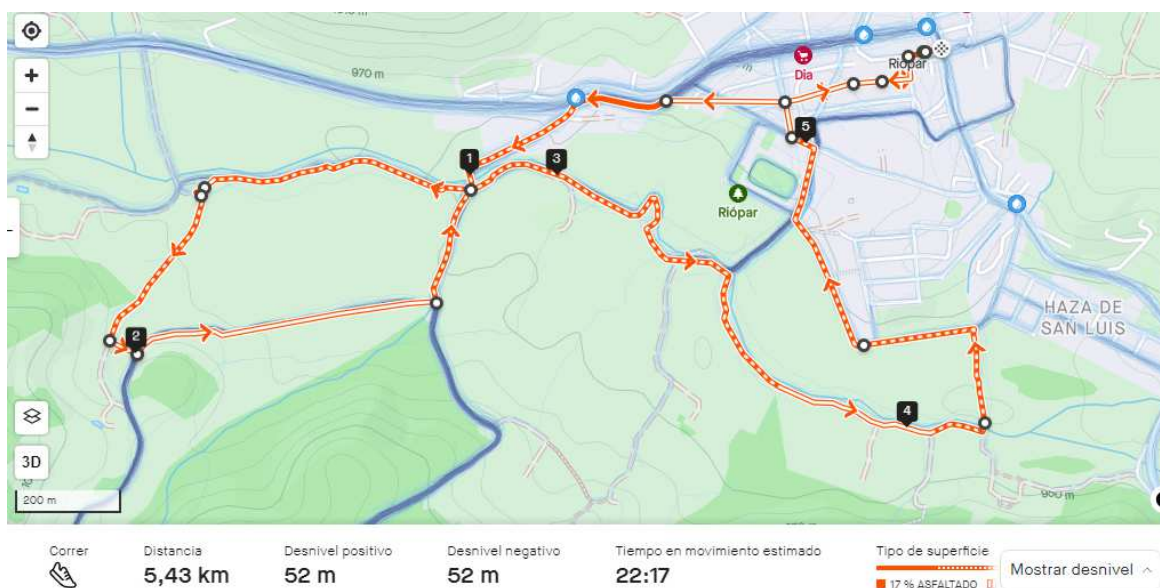 970 m
Dia
Riópar
5
1
3
Riópar
HAZA DE
SAN LUIS
2
4
3D
200 m
950 m
Correr
Distancia
Desnivel positivo
Desnivel negativo
Tiempo en movimiento estimado
Tipo de superficie
5,43 km
52 m
52 m
22:17
17 % ASFALTADO
Mostrar desnivel